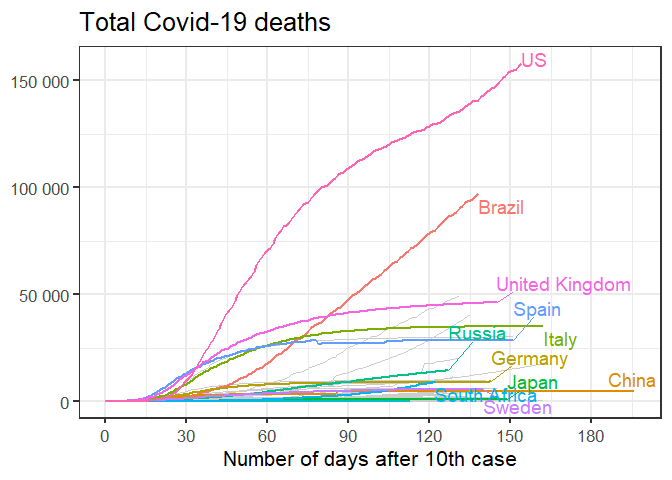 Total Covid-19 deaths
150 000
100 000
50 000
0
US
Brazil
United Kingdom
Spain
Russia
Italy
Germany
Japan
China
South Africa
Sweden
0 30 60 90 120 150 180
Number of days after 10th case